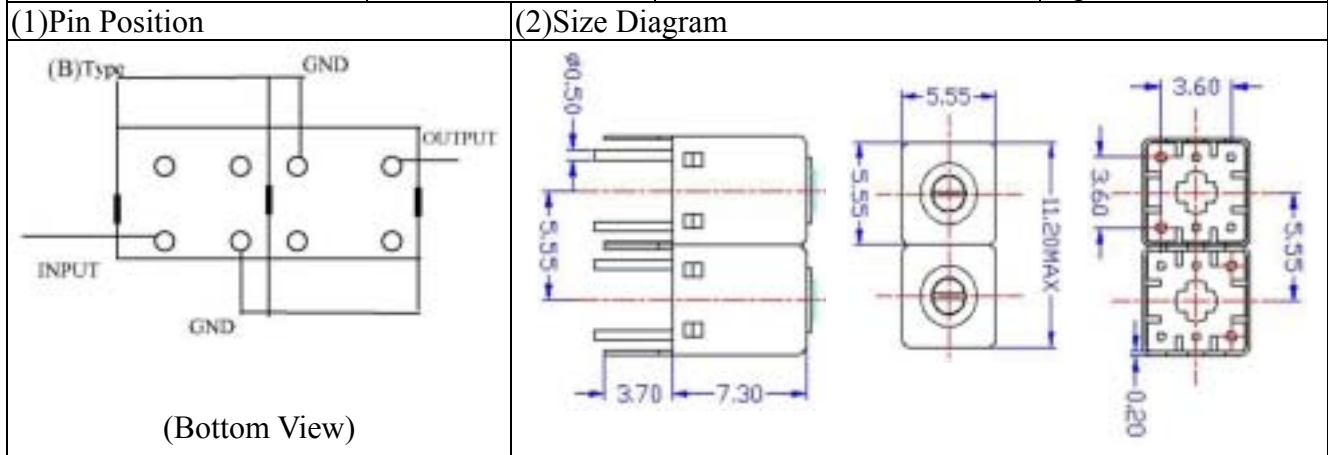 (1)Pin Position
(2)Size Diagram
(B)Type
GND
OUTPUT
INPUT
GND
(Bottom View)
ø0.50
5.55
3.70
7.30
5.55
5.55
11.20MAX
3.60
3.60
5.55
0.20